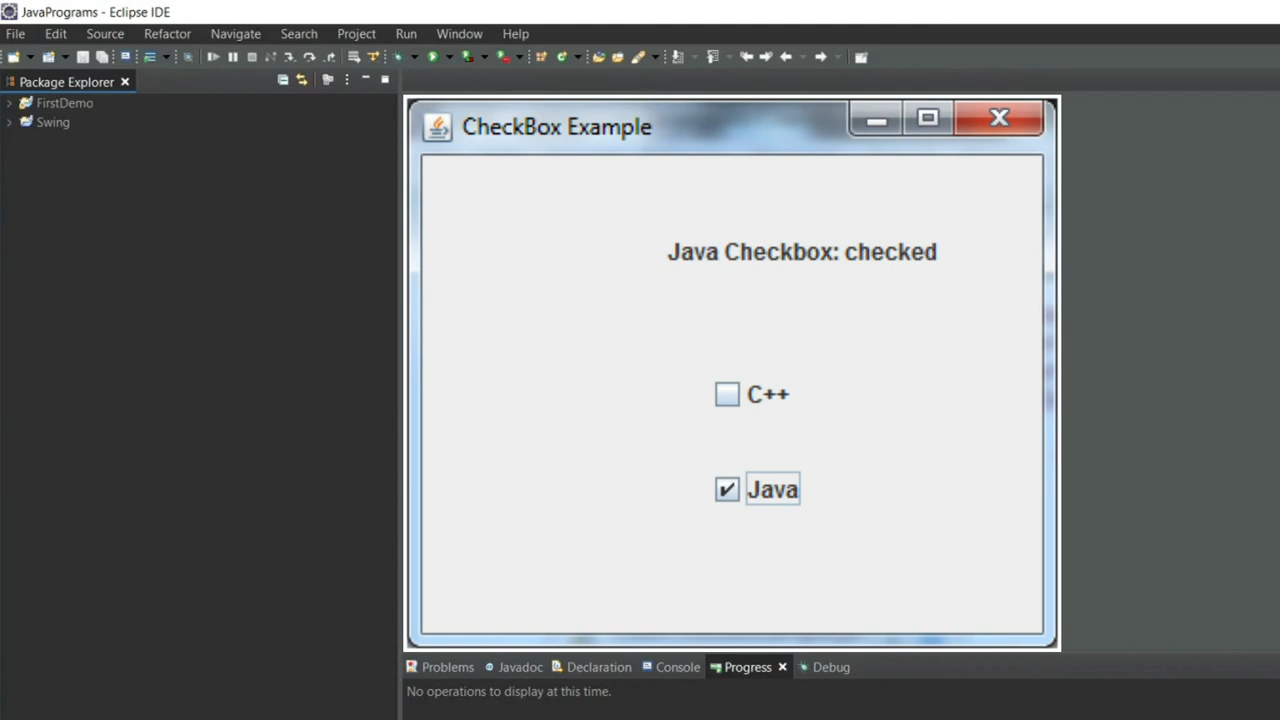 JavaPrograms - Eclipse IDE
File Edit Source Refactor Navigate Search Project Run Window Help
Package Explorer
FirstDemo
Swing
CheckBox Example
Java Checkbox: checked
C++
Java
Problems Javadoc Declaration Console Progress Debug
No operations to display at this time.